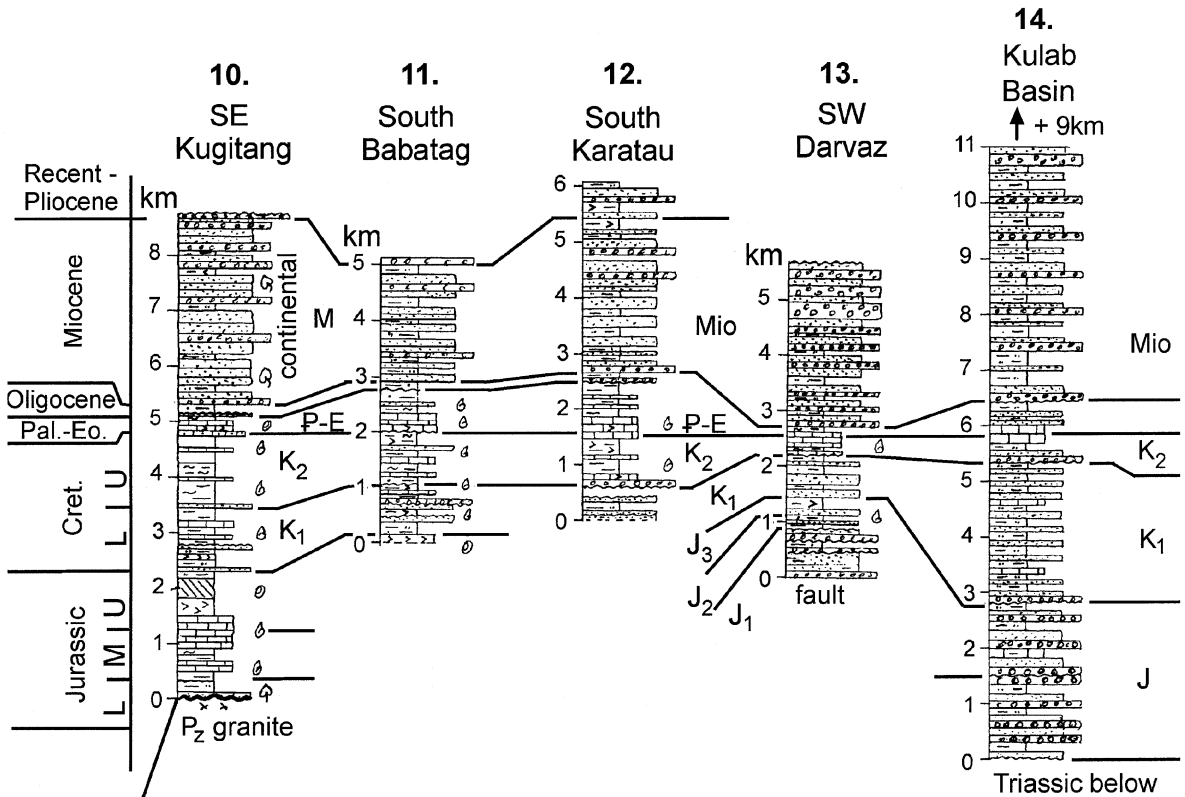 10.
SE
Kugitang
11.
South
Babatag
12.
South
Karatau
13.
SW
Darvaz
14.
Kulab
Basin
+ 9km
Recent -
Pliocene
Miocene
Oligocene
Pal.-Eo.
Cret.
U
L
Jurassic
U
M
L
km
8
7
6
5
4
3
2
1
0
continental
K2
K1
Pz granite
km
5
4
3
2
1
0
M
P-E
6
5
4
3
2
1
0
Mio
P-E
K2
K1
J3
J2
J1
km
5
4
3
2
1
0
fault
11
10
9
8
7
6
5
4
3
2
1
0
Mio
K2
K1
J
Triassic below